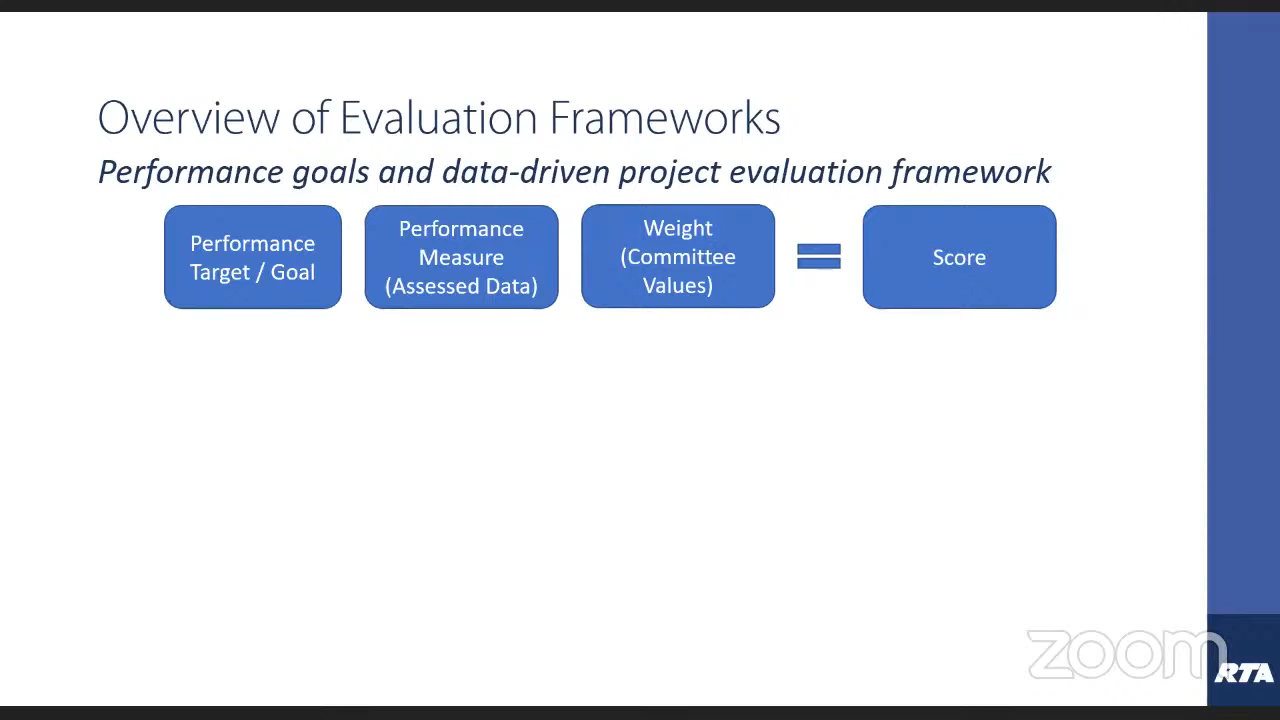 Overview of Evaluation Frameworks
Performance goals and data-driven project evaluation framework
Performance
Target / Goal
Performance
Measure
(Assessed Data)
Weight
(Committee
Values)
Score
zoom
RTA